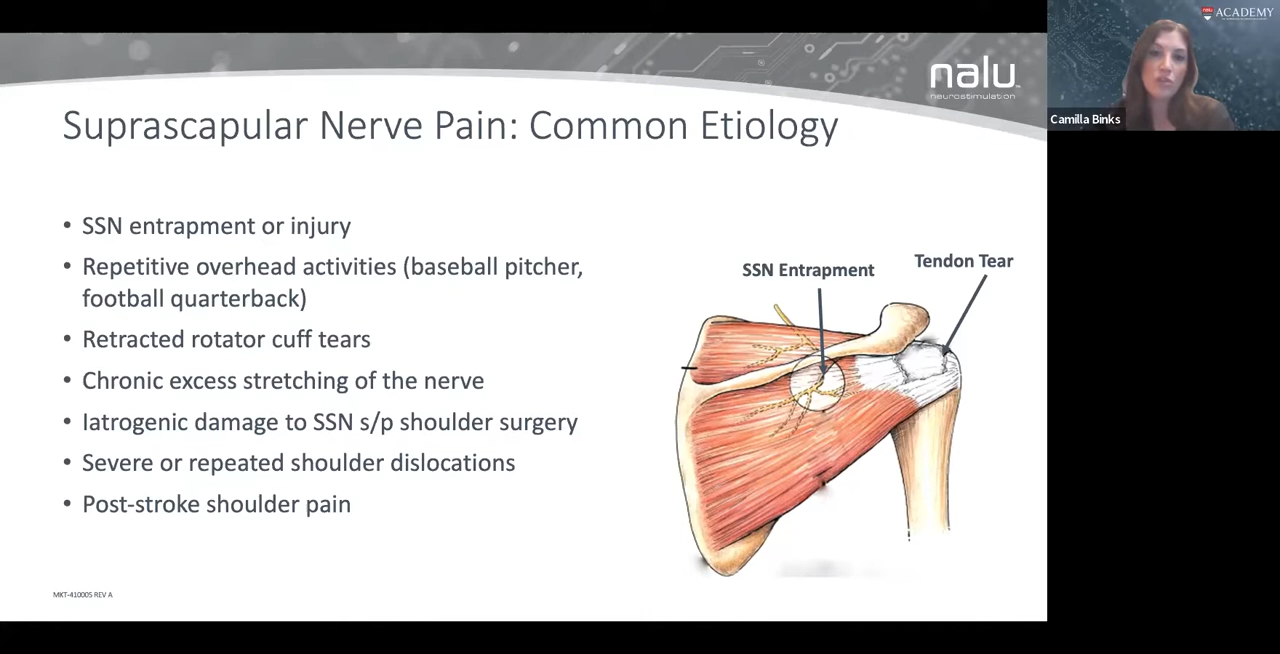 nalu
ACADEMY
nalu
neurostimulation
Camilla Binks
Suprascapular Nerve Pain: Common Etiology
• SSN entrapment or injury
• Repetitive overhead activities (baseball pitcher,
football quarterback)
• Retracted rotator cuff tears
• Chronic excess stretching of the nerve
• Iatrogenic damage to SSN s/p shoulder surgery
• Severe or repeated shoulder dislocations
• Post-stroke shoulder pain
SSN Entrapment
Tendon Tear
MKT-410005 REV A